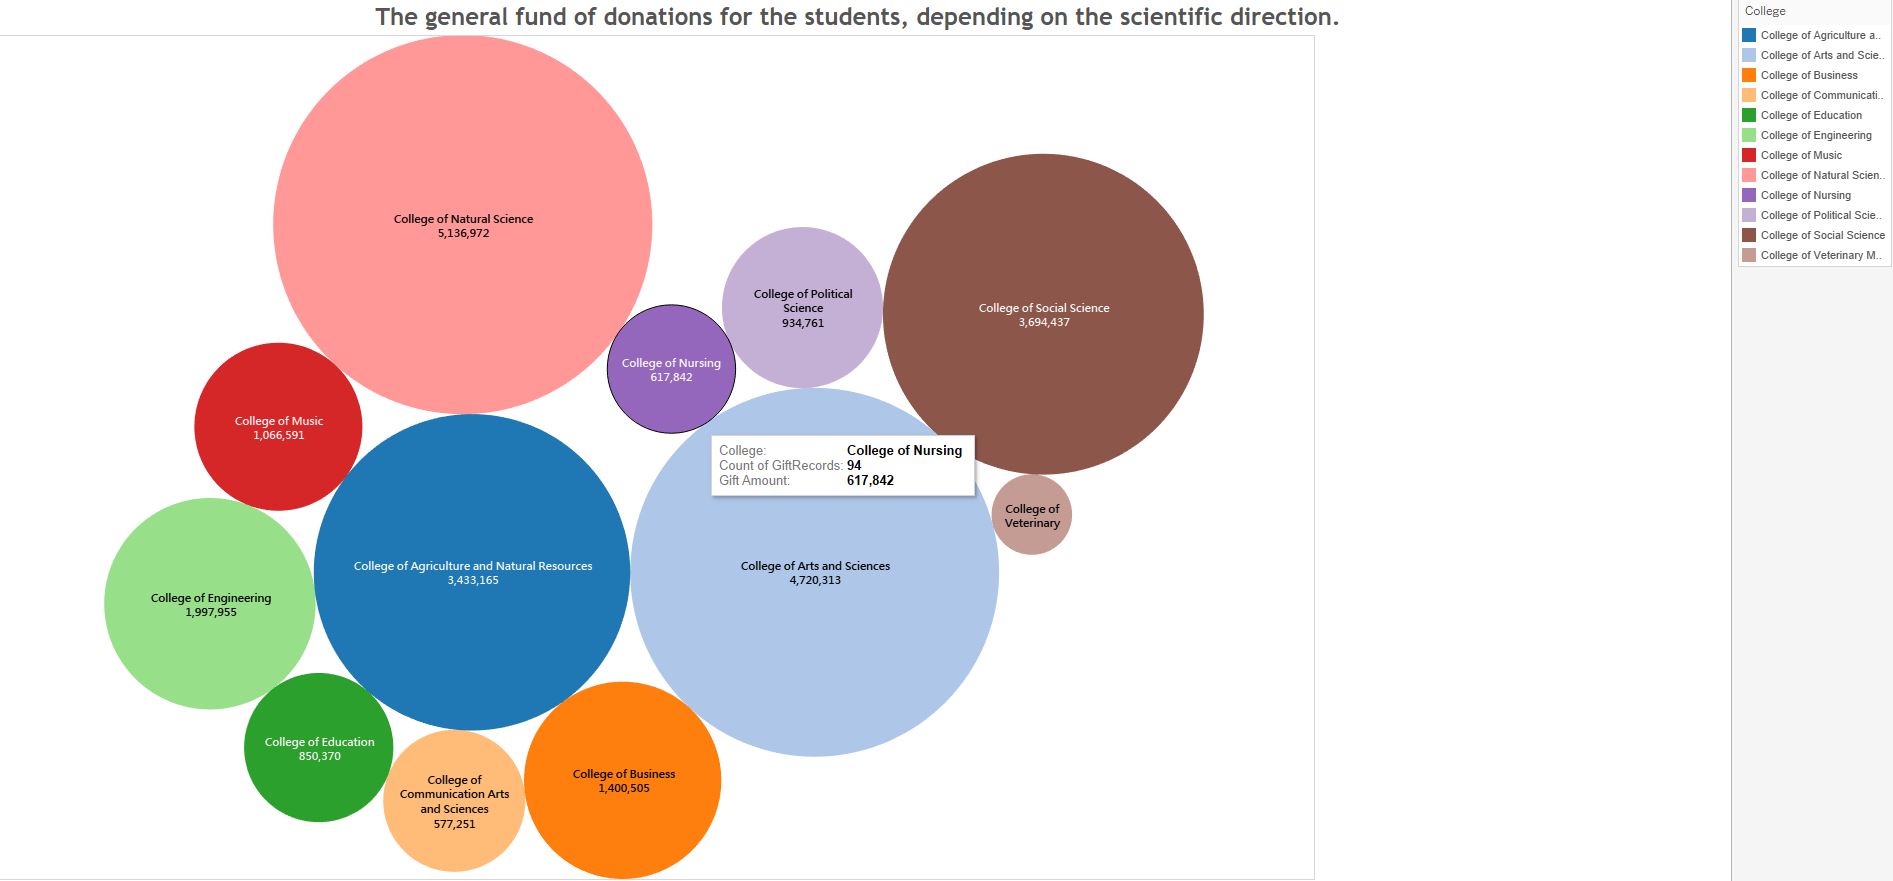 The general fund of donations for the students, depending on the scientific direction.
College of Natural Science
5,136,972
College of Political
Science
934,761
College of Social Science
3,694,437
College of Nursing
617,842
College of Music
1,066,591
College: College of Nursing
Count of GiftRecords: 94
Gift Amount: 617,842
College of
Veterinary
College of Agriculture and Natural Resources
3,433,165
College of Arts and Sciences
4,720,313
College of Engineering
1,997,955
College of Education
850,370
College of
Communication Arts
and Sciences
577,251
College of Business
1,400,505
College
College of Agriculture a..
College of Arts and Scie..
College of Business
College of Communicati..
College of Education
College of Engineering
College of Music
College of Natural Scien..
College of Nursing
College of Political Scie..
College of Social Science
College of Veterinary M..